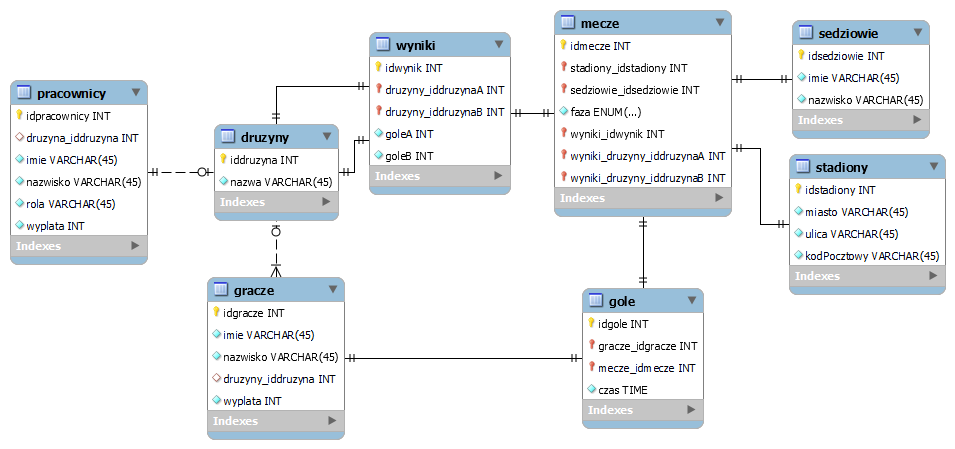 pracownicy
idpracownicy INT
druzyna_iddruzyna INT
imie VARCHAR(45)
nazwisko VARCHAR(45)
rola VARCHAR(45)
wyplata INT
Indexes
druzyny
iddruzyna INT
nazwa VARCHAR(45)
Indexes
gracze
idgracze INT
imie VARCHAR(45)
nazwisko VARCHAR(45)
druzyny_iddruzyna INT
wyplata INT
Indexes
wyniki
idwynik INT
druzyny_iddruzynaA INT
druzyny_iddruzynaB INT
goleA INT
goleB INT
Indexes
mecze
idmecze INT
stadiony_idstadiony INT
sedziowie_idsedziowie INT
faza ENUM(...)
wyniki_idwynik INT
wyniki_druzyny_iddruzynaA INT
wyniki_druzyny_iddruzynaB INT
Indexes
gole
idgole INT
gracze_idgracze INT
mecze_idmecze INT
czas TIME
Indexes
sedziowie
idsedziowie INT
imie VARCHAR(45)
nazwisko VARCHAR(45)
Indexes
stadiony
idstadiony INT
miasto VARCHAR(45)
ulica VARCHAR(45)
kodPocztowy VARCHAR(45)
Indexes